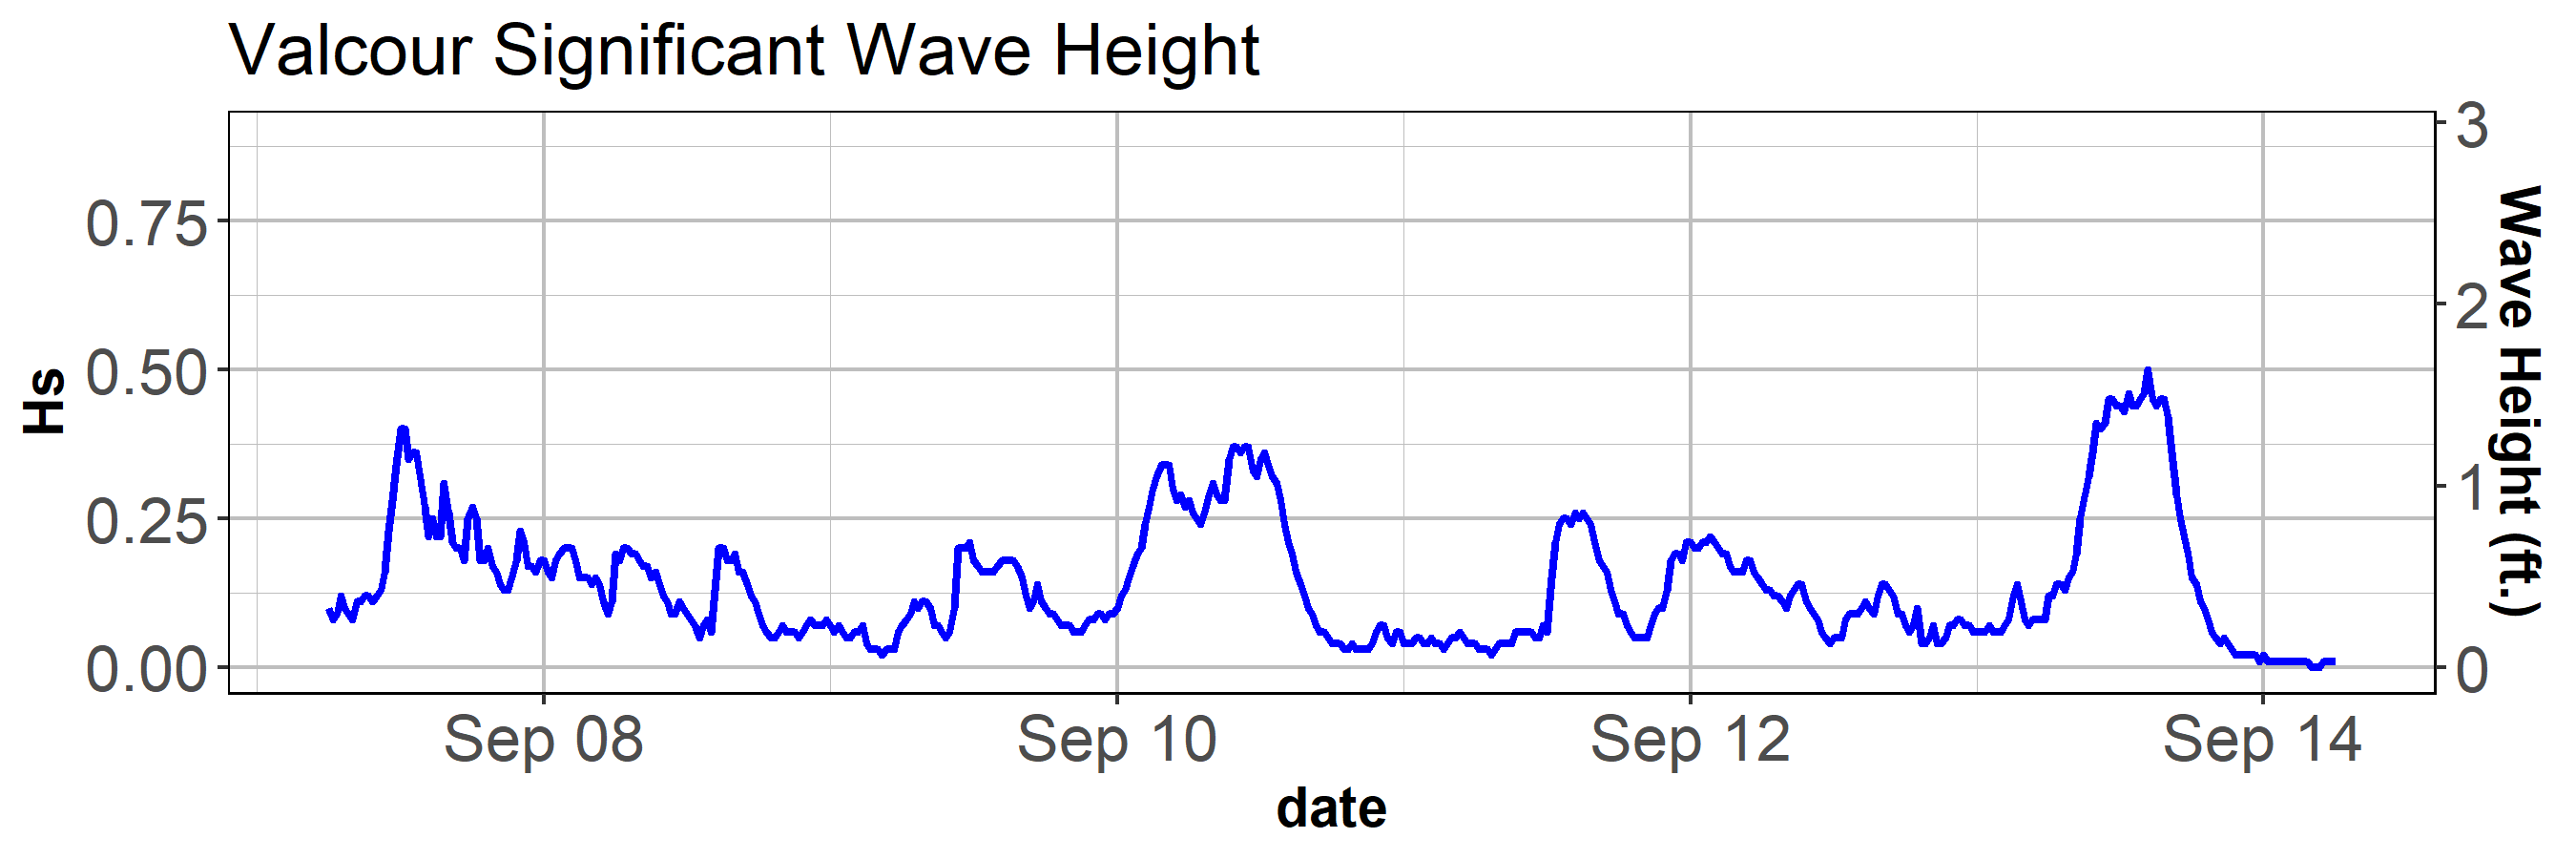 Valcour Significant Wave Height
Hs
0.75
0.50
0.25
0.00
3
2
1
0
Wave Height (ft.)
Sep 08
Sep 10
Sep 12
Sep 14
date